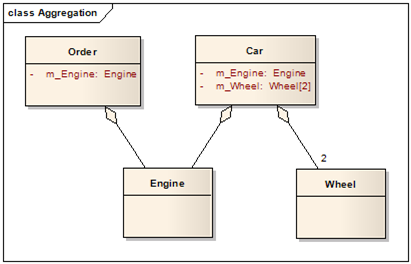 class Aggregation
Order
- m_Engine: Engine
Car
- m_Engine: Engine
- m_Wheel: Wheel[2]
2
Engine
Wheel